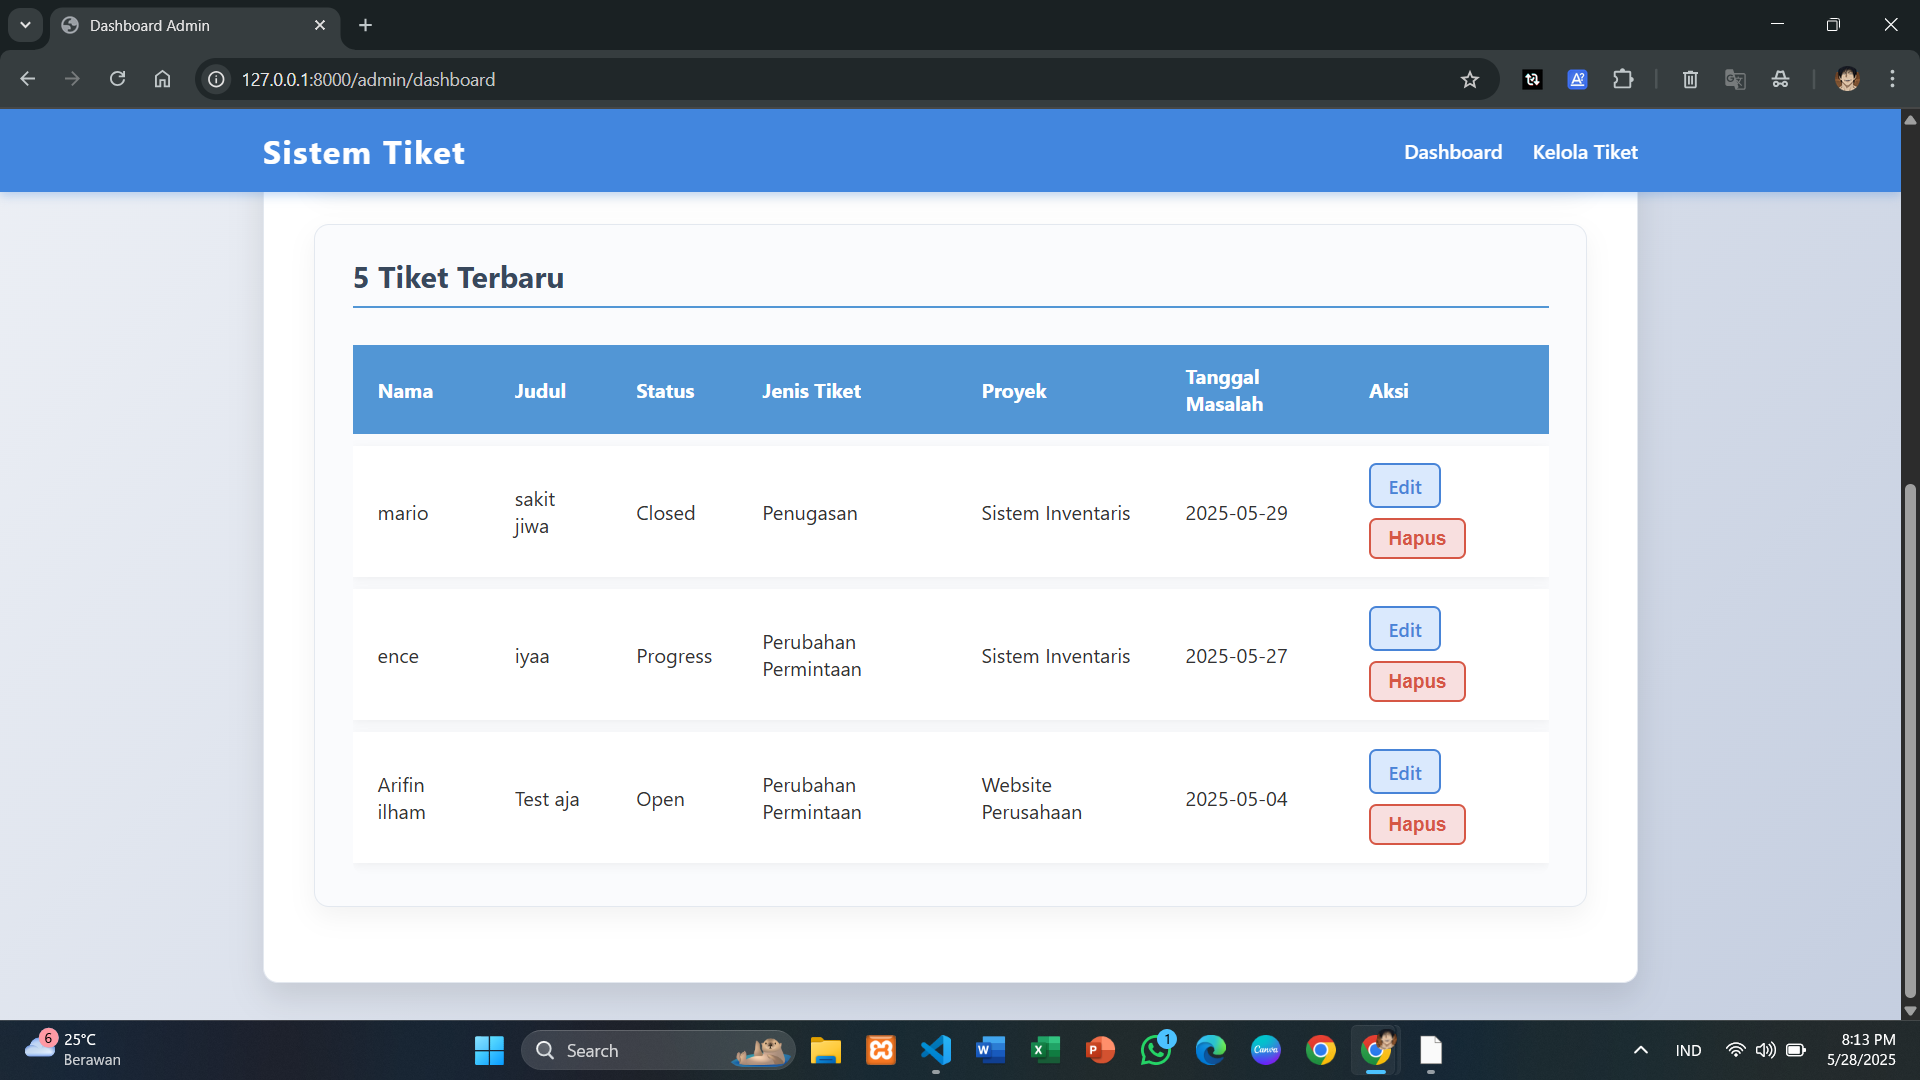 Dashboard Admin
127.0.0.1:8000/admin/dashboard
Sistem Tiket
Dashboard
Kelola Tiket
5 Tiket Terbaru
Nama
Judul
Status
Jenis Tiket
Proyek
Tanggal
Masalah
Aksi
mario
sakit
jiwa
Closed
Penugasan
Sistem Inventaris
2025-05-29
Edit
Hapus
ence
iyaa
Progress
Perubahan
Permintaan
Sistem Inventaris
2025-05-27
Edit
Hapus
Arifin
ilham
Test aja
Open
Perubahan
Permintaan
Website
Perusahaan
2025-05-04
Edit
Hapus
6
25°C
Berawan
Search
W
X
P
1
Canva
IND
8:13 PM
5/28/2025